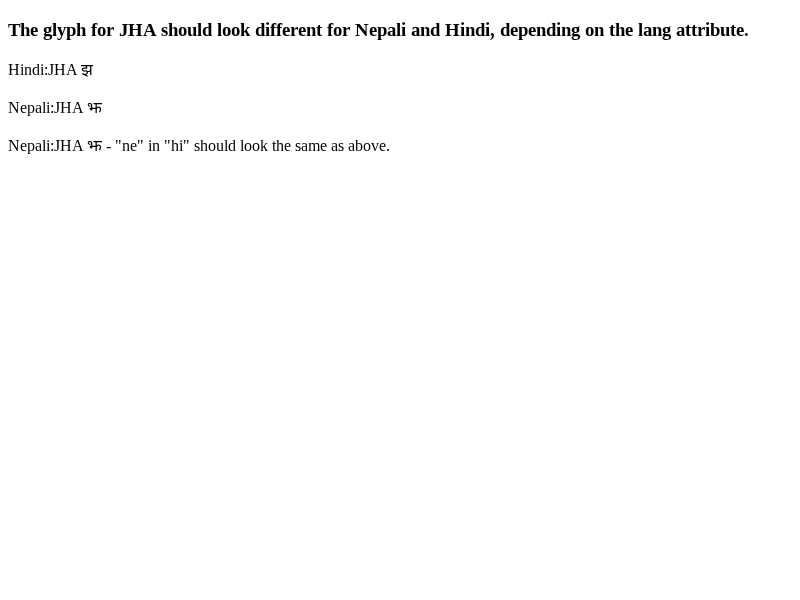 The glyph for JHA should look different for Nepali and Hindi, depending on the lang attribute.
Hindi:JHA झ
Nepali:JHA झ
Nepali:JHA झ - "ne" in "hi" should look the same as above.